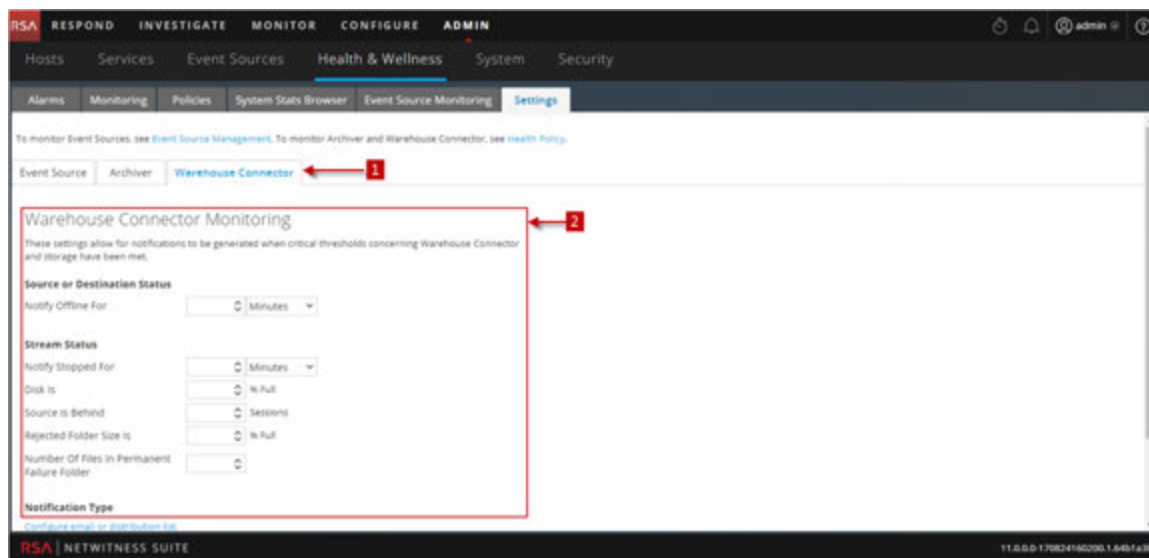 RSA RESPOND INVESTIGATE MONITOR CONFIGURE ADMIN admin
Hosts Services Event Sources Health & Wellness System Security
Alarms Monitoring Policies System Stats Browser Event Source Monitoring Settings
To monitor Event Sources, see Event Source Management. To monitor Archiver and Warehouse Connector, see Health Policy.
Event Source Archiver Warehouse Connector 1
Warehouse Connector Monitoring 2
These settings allow for notifications to be generated when critical thresholds concerning Warehouse Connector
and storage have been met.
Source or Destination Status
Notify Offline For Minutes
Stream Status
Notify Stopped For Minutes
Disk Is % Full
Source Is Behind Sessions
Rejected Folder Size Is % Full
Number Of Files In Permanent
Failure Folder
Notification Type
Configure email or distribution list.
RSA NETWITNESS SUITE